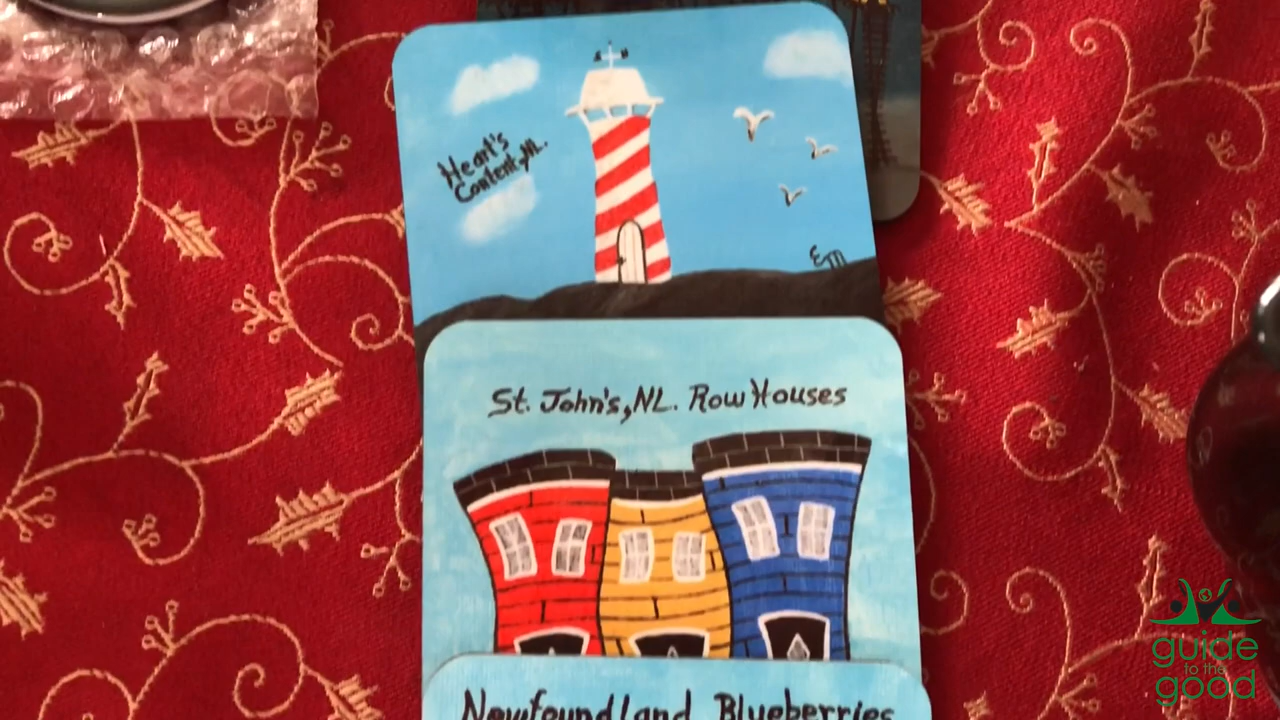 Heart's
Content, NL.
St. John's, NL. Row Houses
Newfoundland Blueberries
guide
to the
good